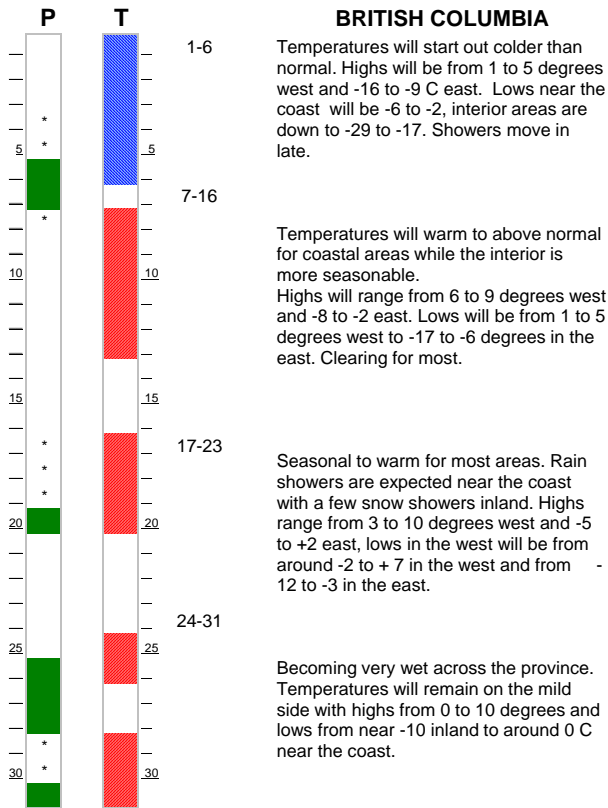 P T BRITISH COLUMBIA
1-6
Temperatures will start out colder than
normal. Highs will be from 1 to 5 degrees
west and -16 to -9 C east. Lows near the
coast will be -6 to -2, interior areas are
down to -29 to -17. Showers move in
late.
*
*
5 5
7-16
*
Temperatures will warm to above normal
for coastal areas while the interior is
more seasonable.
Highs will range from 6 to 9 degrees west
and -8 to -2 east. Lows will be from 1 to 5
degrees west to -17 to -6 degrees in the
east. Clearing for most.
10 10
15 15
17-23
*
*
*
Seasonal to warm for most areas. Rain
showers are expected near the coast
with a few snow showers inland. Highs
range from 3 to 10 degrees west and -5
to +2 east, lows in the west will be from
around -2 to + 7 in the west and from -
12 to -3 in the east.
20 20
24-31
25 25
Becoming very wet across the province.
Temperatures will remain on the mild
side with highs from 0 to 10 degrees and
lows from near -10 inland to around 0 C
near the coast.
*
*
30 30